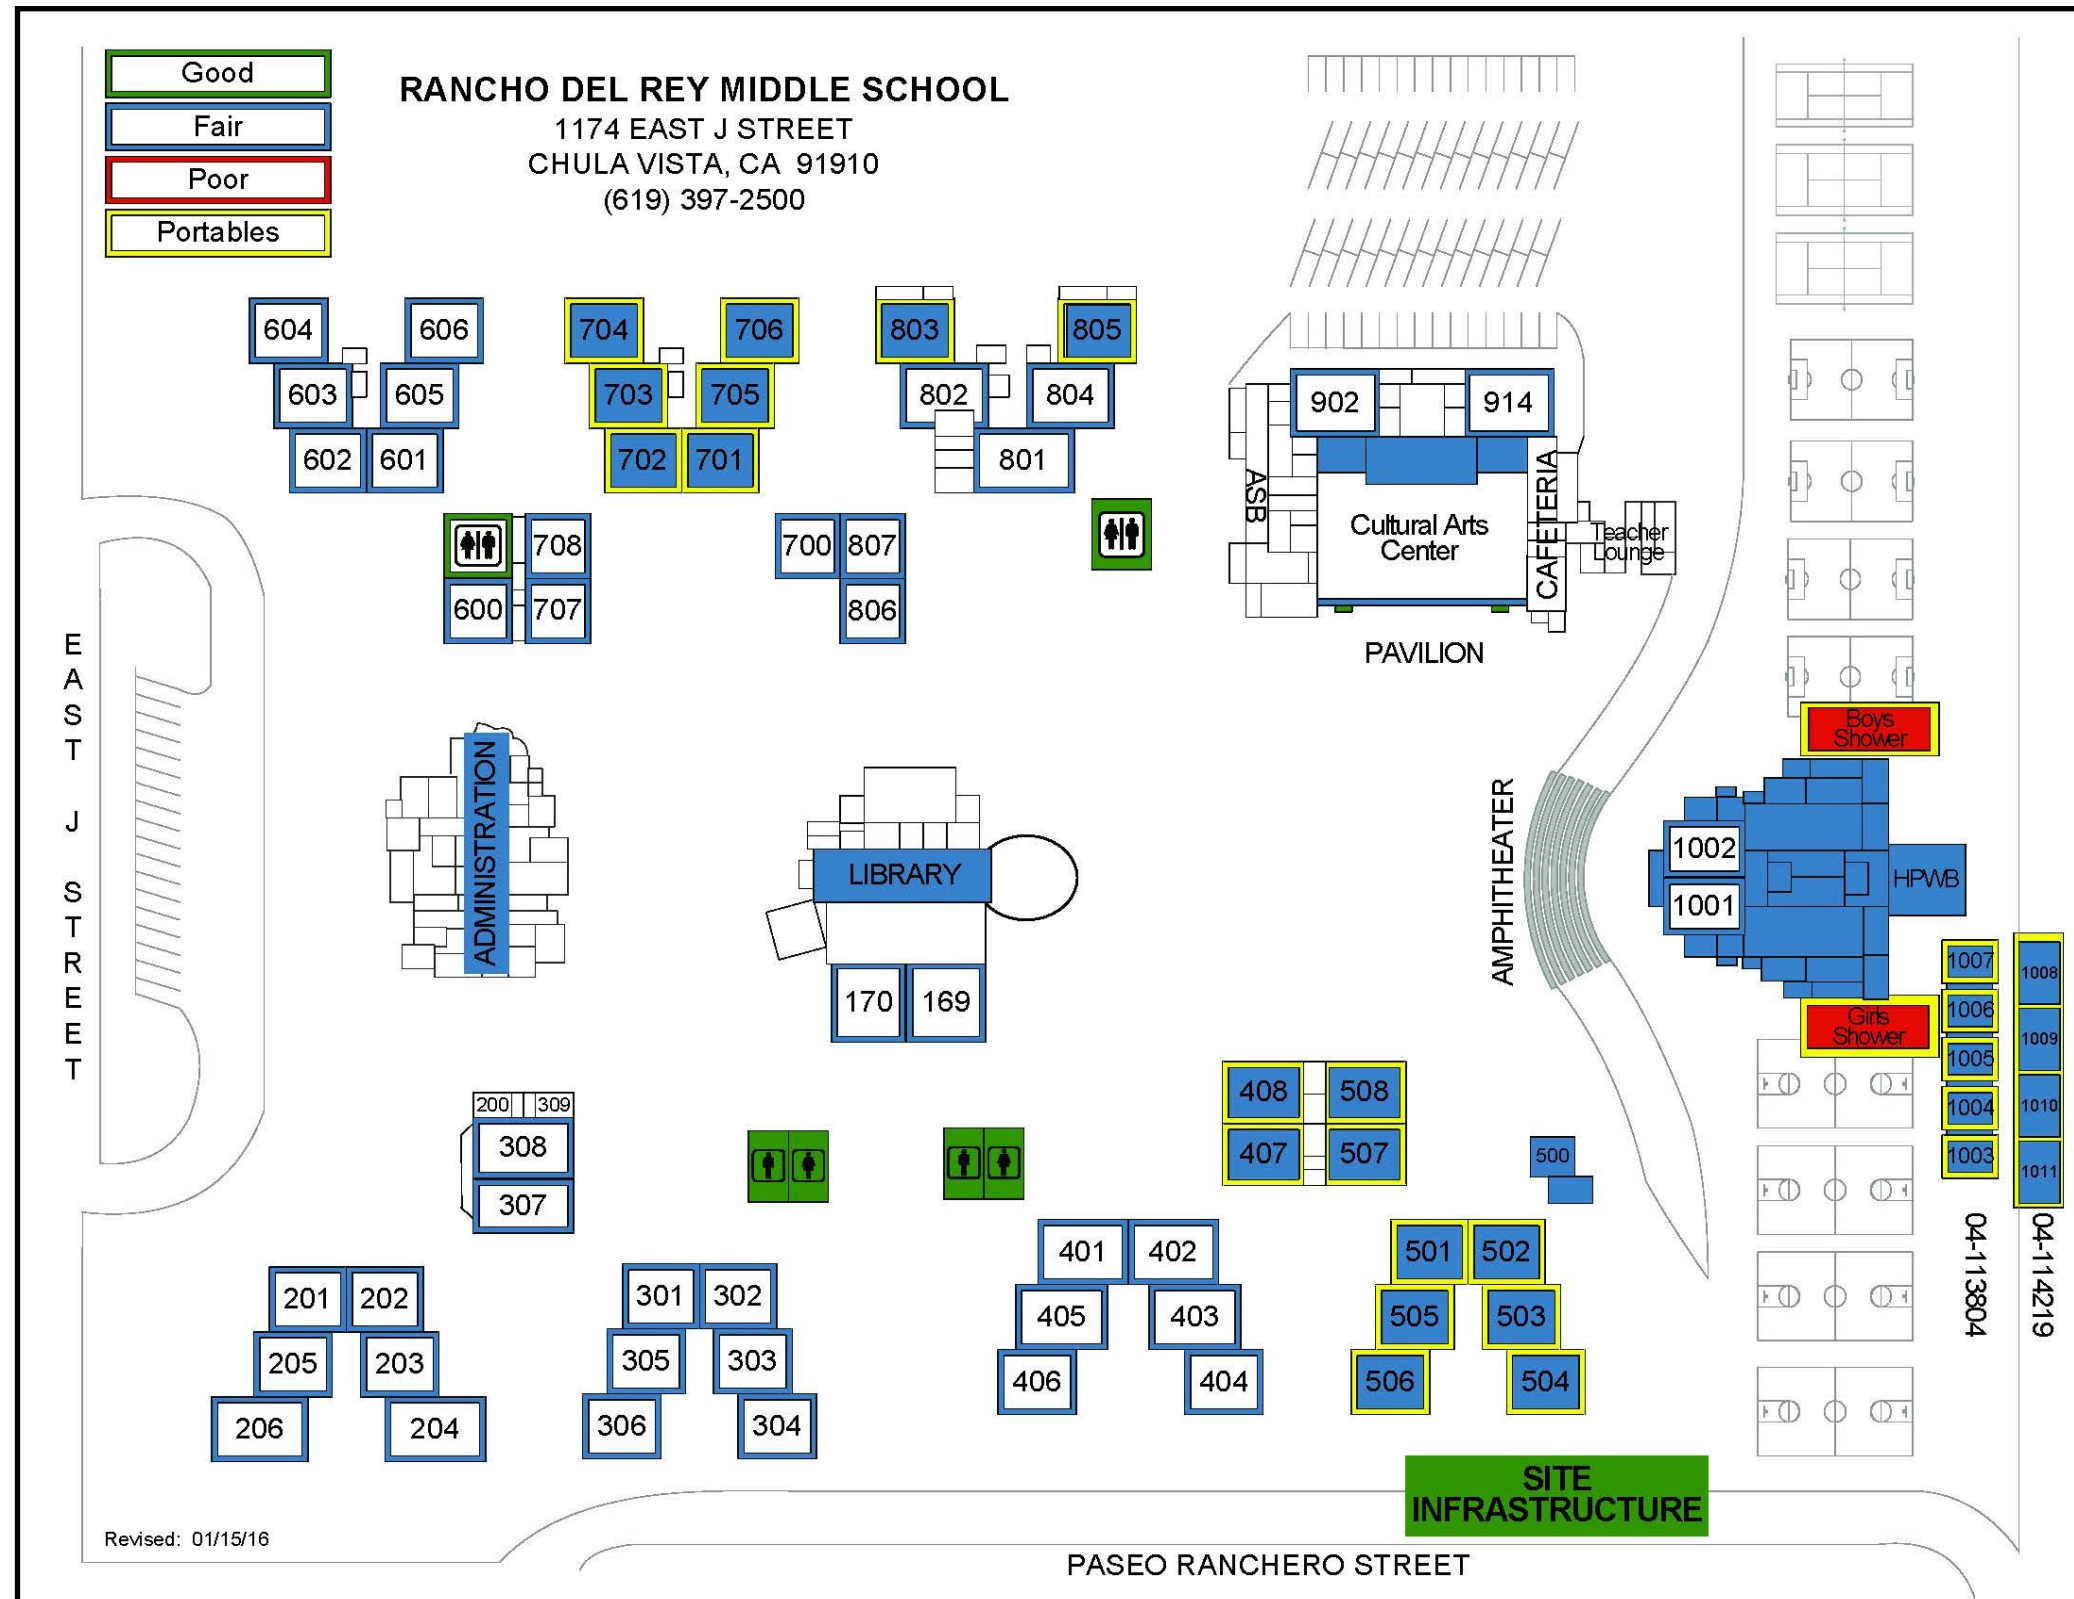 Good
Fair
Poor
Portables
RANCHO DEL REY MIDDLE SCHOOL
1174 EAST J STREET
CHULA VISTA, CA 91910
(619) 397-2500
604
606
704
706
803
805
603
605
703
705
802
804
602
601
702
701
801
902
914
ASB
Cultural Arts
Center
CAFETERIA
Teacher
Lounge
PAVILION
708
600
707
700
807
806
EAST J STREET
ADMINISTRATION
LIBRARY
170
169
AMPHITHEATER
Boys
Shower
1002
1001
HPWB
Girls
Shower
1007
1006
1005
1004
1003
1008
1009
1010
1011
04-113804
04-114219
200
309
308
307
408
508
407
507
500
201
202
205
203
206
204
301
302
305
303
306
304
401
402
405
403
406
404
501
502
505
503
506
504
SITE
INFRASTRUCTURE
Revised: 01/15/16
PASEO RANCHERO STREET